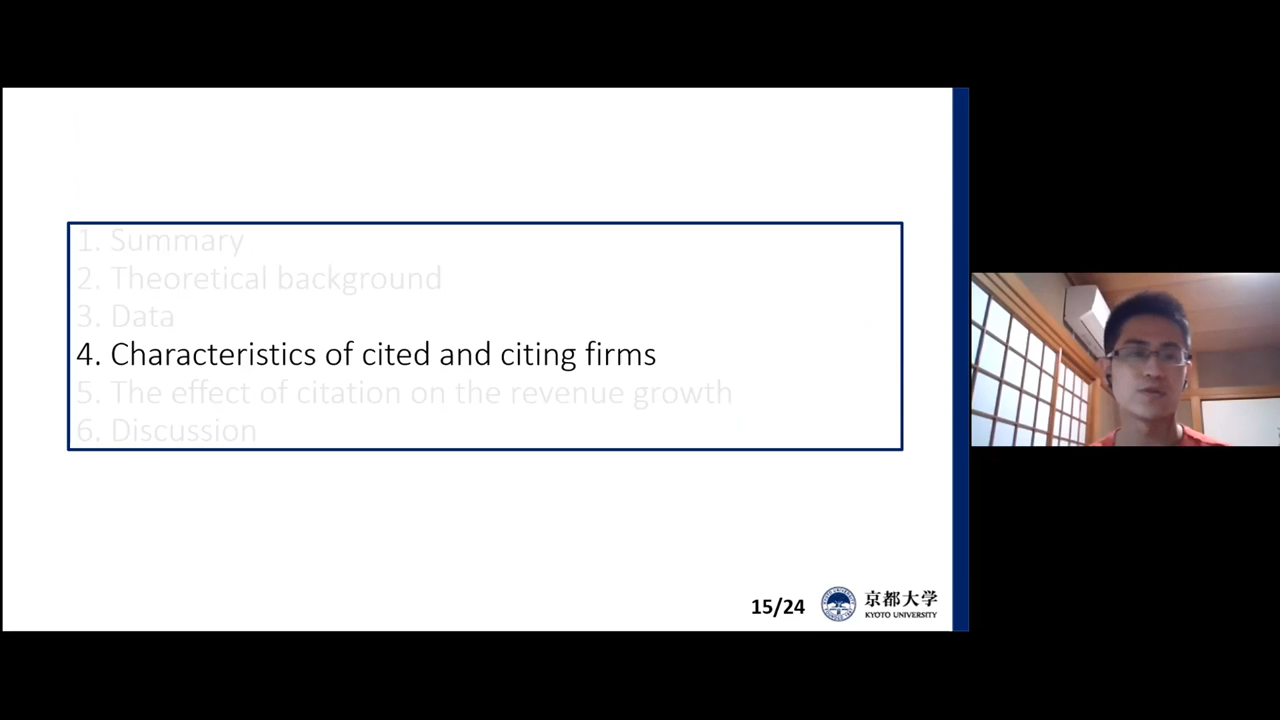 1. Summary
2. Theoretical background
3. Data
4. Characteristics of cited and citing firms
5. The effect of citation on the revenue growth
6. Discussion
15/24
京都大学
KYOTO UNIVERSITY